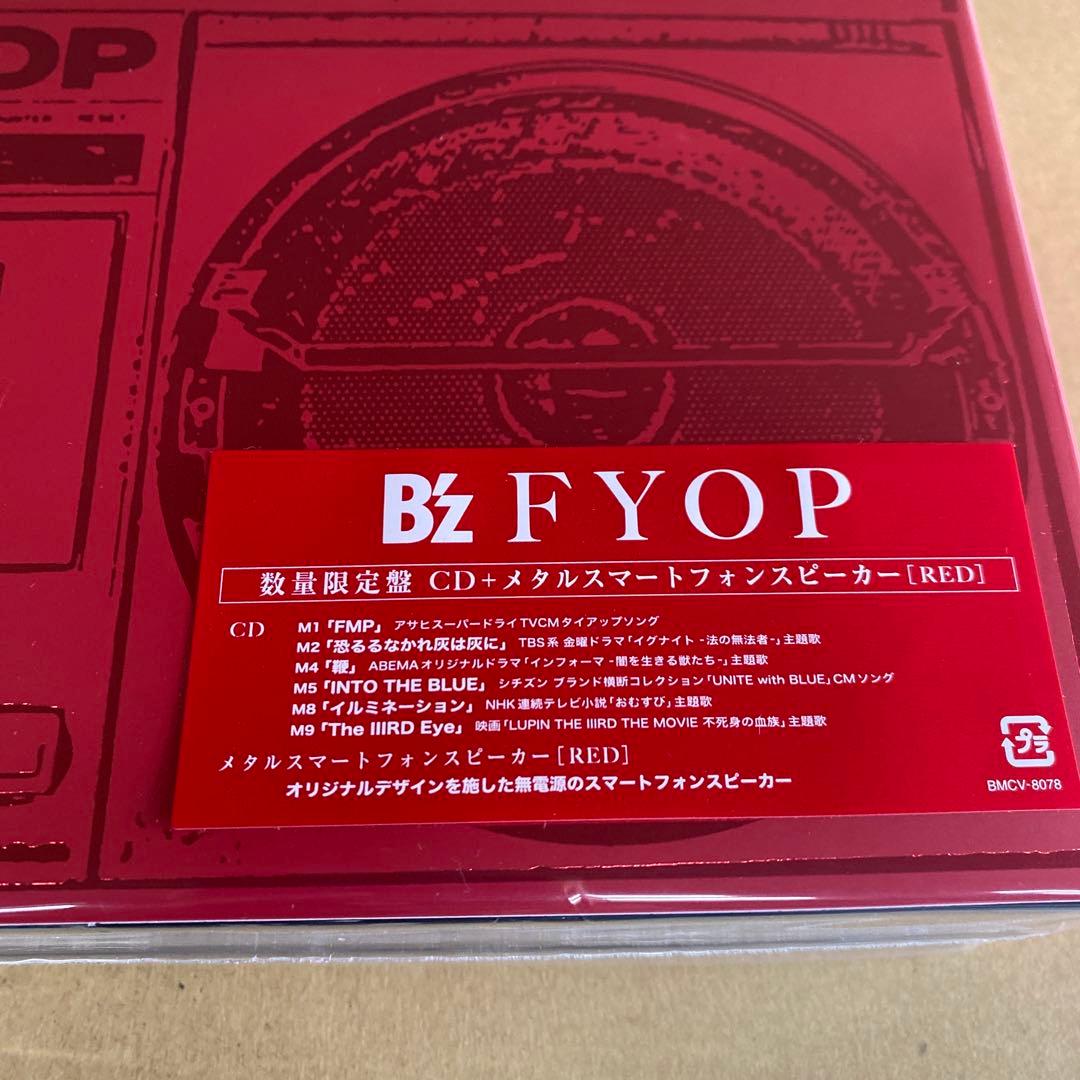 OP
B'z FYOP
数量限定盤 CD+メタルスマートフォンスピーカー[RED]
CD M1「FMP」 アサヒスーパードライTVCMタイアップソング
M2「恐るるなかれ灰は灰に」 TBS系 金曜ドラマ「イグナイト -法の無法者-」主題歌
M4「鞭」 ABEMAオリジナルドラマ「インフォーマ -闇を生きる獣たち-」主題歌
M5「INTO THE BLUE」 シチズン ブランド横断コレクション「UNITE with BLUE」CMソング
M8「イルミネーション」 NHK連続テレビ小説「おむすび」主題歌
M9「The IIIRD Eye」 映画「LUPIN THE IIIRD THE MOVIE 不死身の血族」主題歌
メタルスマートフォンスピーカー[RED]
オリジナルデザインを施した無電源のスマートフォンスピーカー
プラ
BMCV-8078